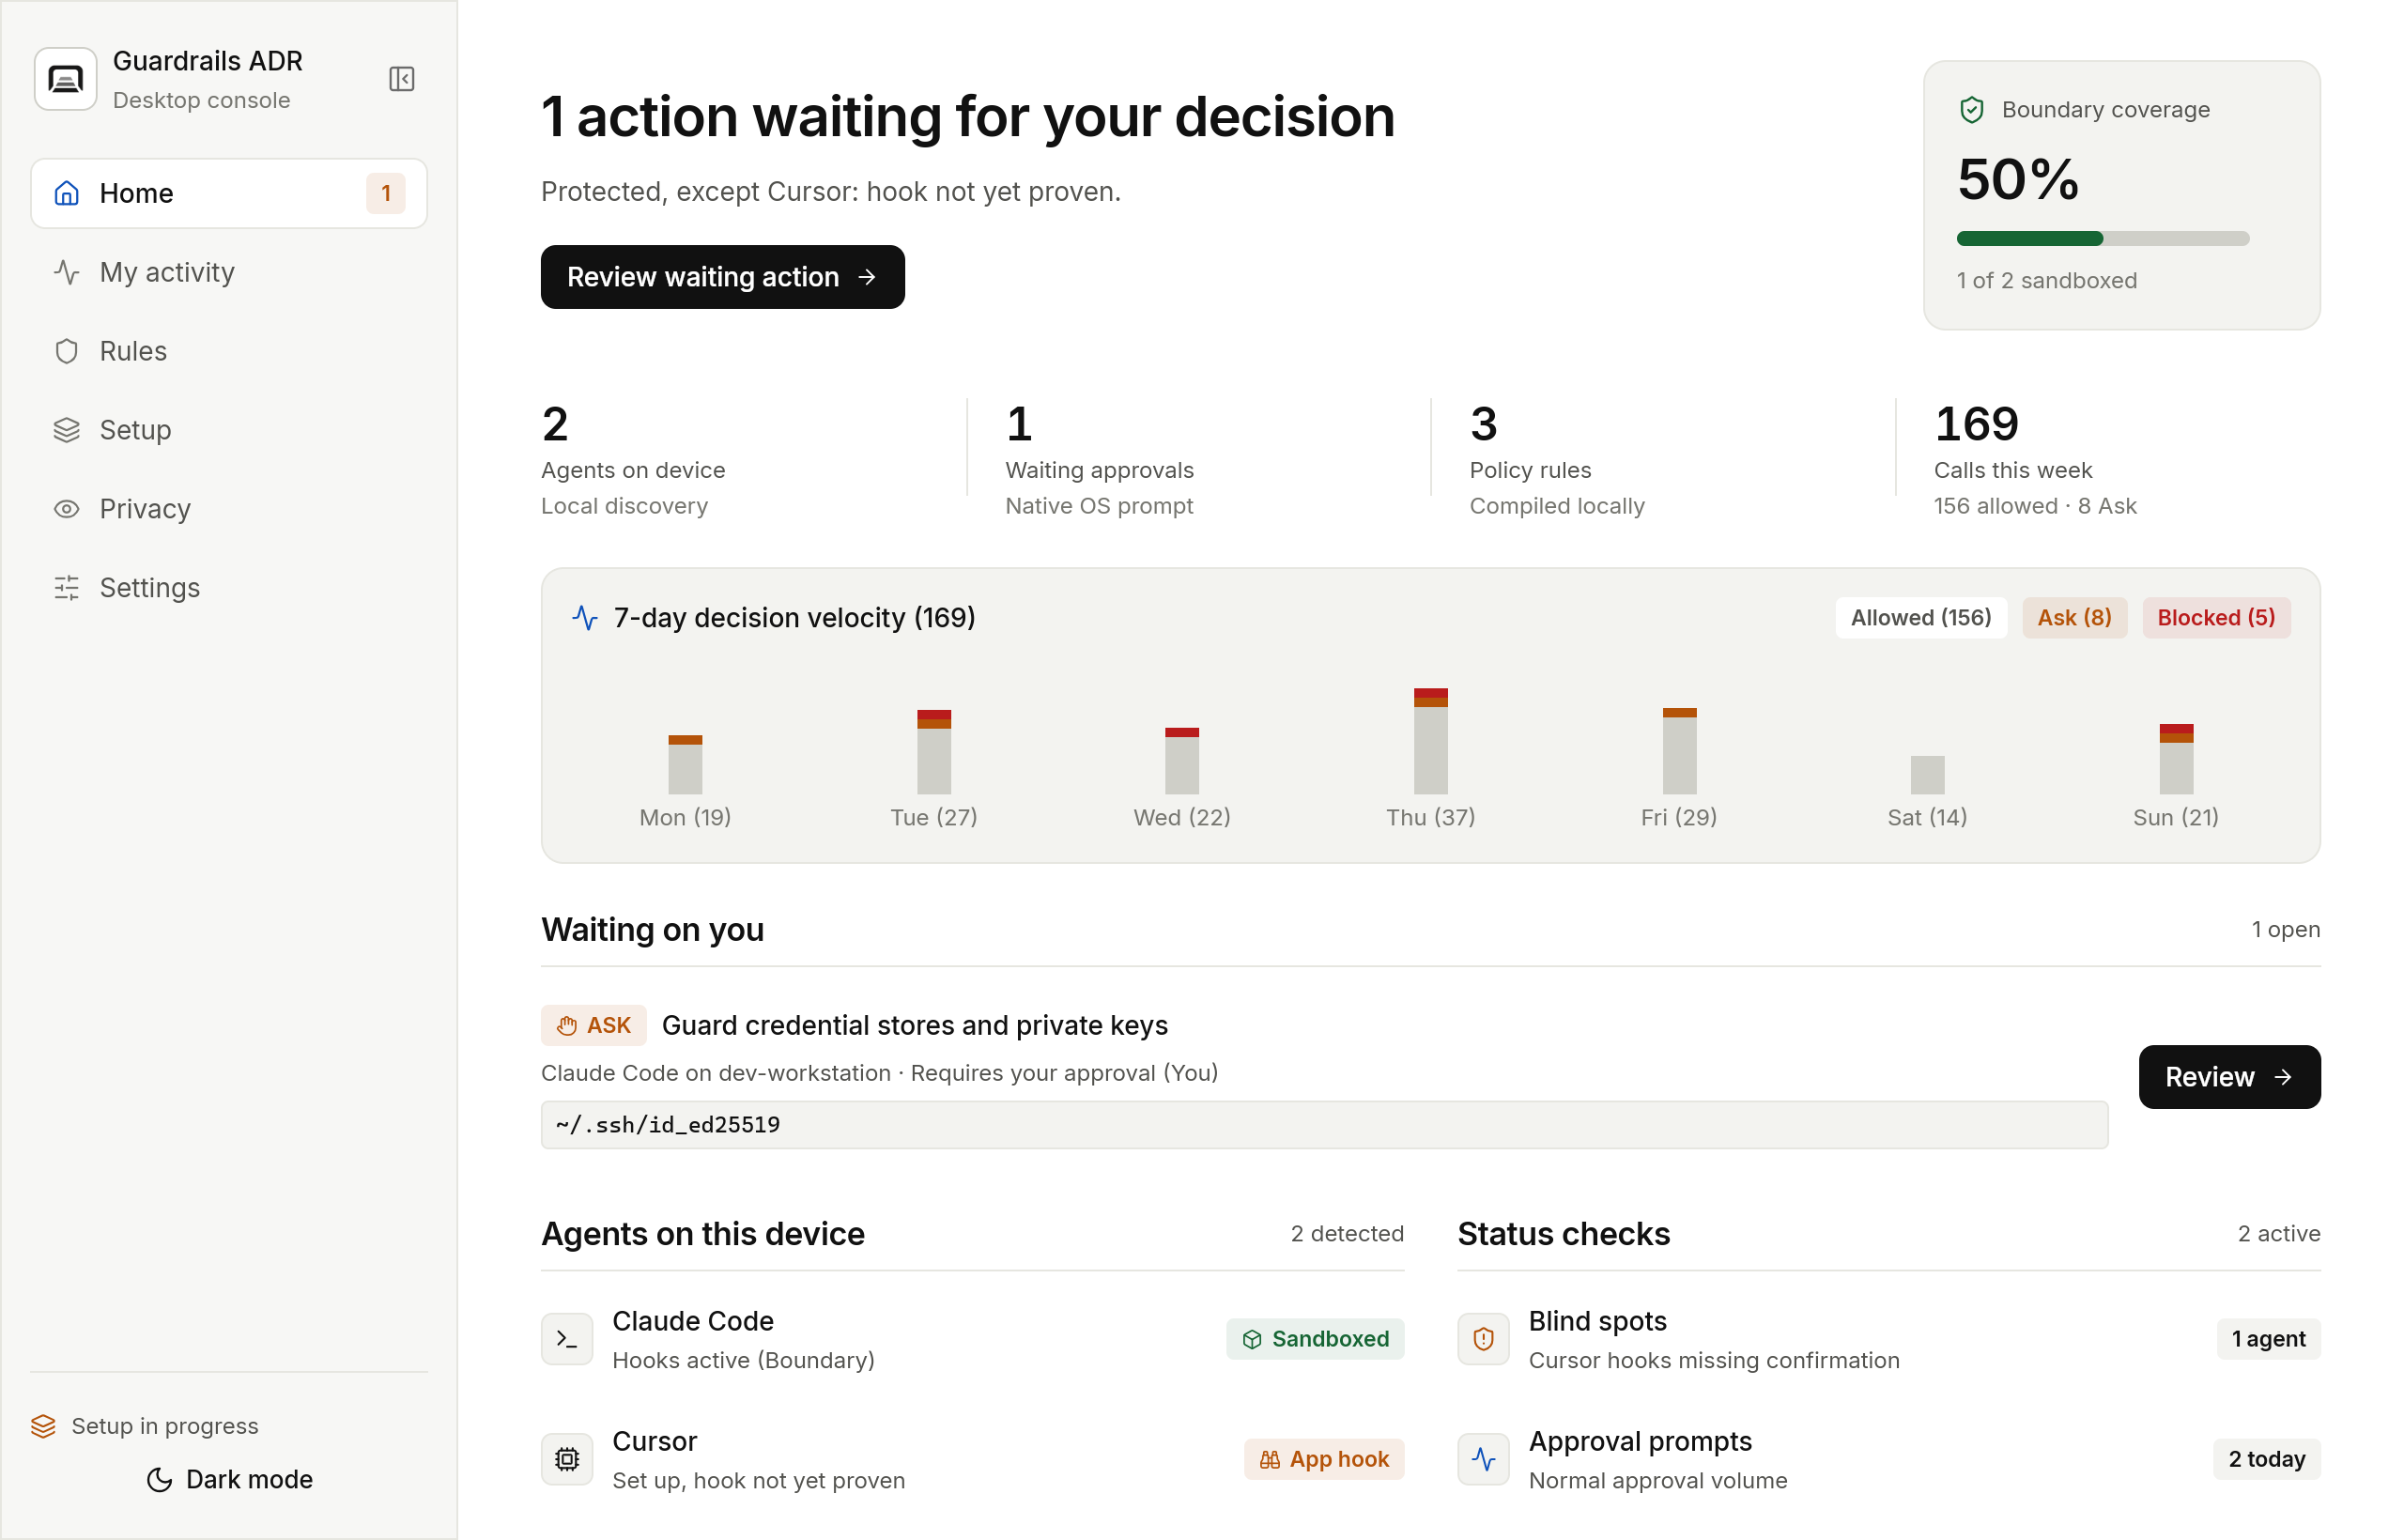 Guardrails ADR
Desktop console
Home 1
My activity
Rules
Setup
Privacy
Settings
Setup in progress
Dark mode
1 action waiting for your decision
Protected, except Cursor: hook not yet proven.
Review waiting action
Boundary coverage
50%
1 of 2 sandboxed
2
Agents on device
Local discovery
1
Waiting approvals
Native OS prompt
3
Policy rules
Compiled locally
169
Calls this week
156 allowed · 8 Ask
7-day decision velocity (169)
Allowed (156) Ask (8) Blocked (5)
Mon (19) Tue (27) Wed (22) Thu (37) Fri (29) Sat (14) Sun (21)
Waiting on you 1 open
ASK Guard credential stores and private keys
Claude Code on dev-workstation · Requires your approval (You)
~/.ssh/id_ed25519
Review
Agents on this device 2 detected
Claude Code
Hooks active (Boundary)
Sandboxed
Cursor
Set up, hook not yet proven
App hook
Status checks 2 active
Blind spots
Cursor hooks missing confirmation
1 agent
Approval prompts
Normal approval volume
2 today